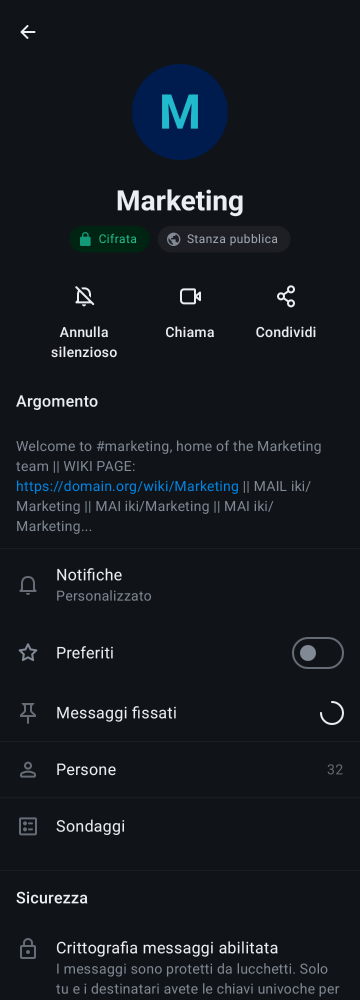 M
Marketing
Cifrata
Stanza pubblica
Annulla
silenzioso
Chiama
Condividi
Argomento
Welcome to #marketing, home of the Marketing
team || WIKI PAGE:
https://domain.org/wiki/Marketing || MAIL iki/
Marketing || MAI iki/Marketing || MAI iki/
Marketing...
Notifiche
Personalizzato
Preferiti
Messaggi fissati
Persone
32
Sondaggi
Sicurezza
Crittografia messaggi abilitata
I messaggi sono protetti da lucchetti. Solo
tu e i destinatari avete le chiavi univoche per